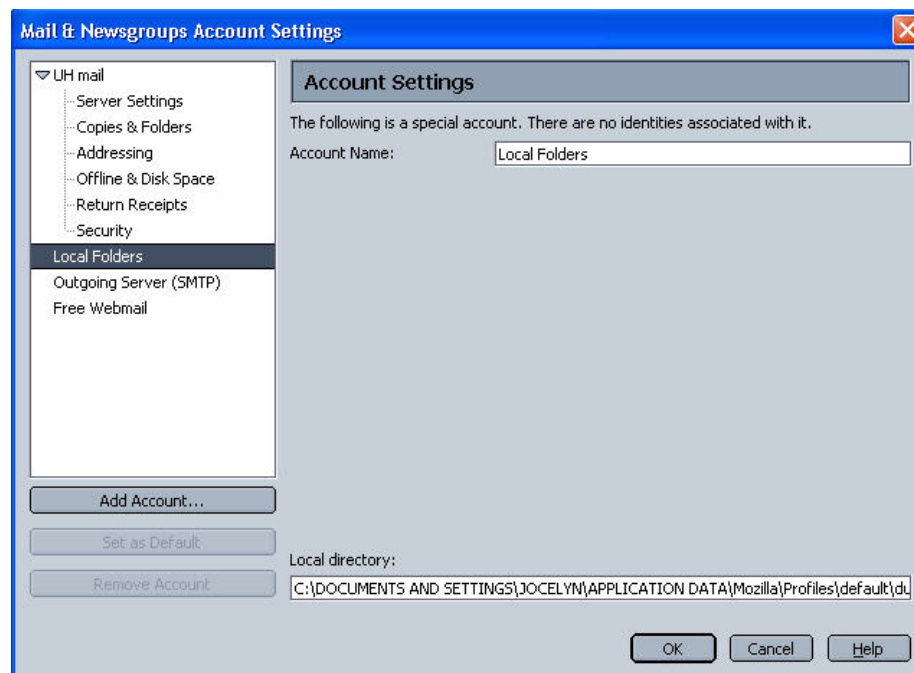 Mail & Newsgroups Account Settings
UH mail
Server Settings
Copies & Folders
Addressing
Offline & Disk Space
Return Receipts
Security
Local Folders
Outgoing Server (SMTP)
Free Webmail
Add Account...
Set as Default
Remove Account
Account Settings
The following is a special account. There are no identities associated with it.
Account Name: Local Folders
Local directory:
C:\DOCUMENTS AND SETTINGS\JOCELYN\APPLICATION DATA\Mozilla\Profiles\default\du
OK Cancel Help